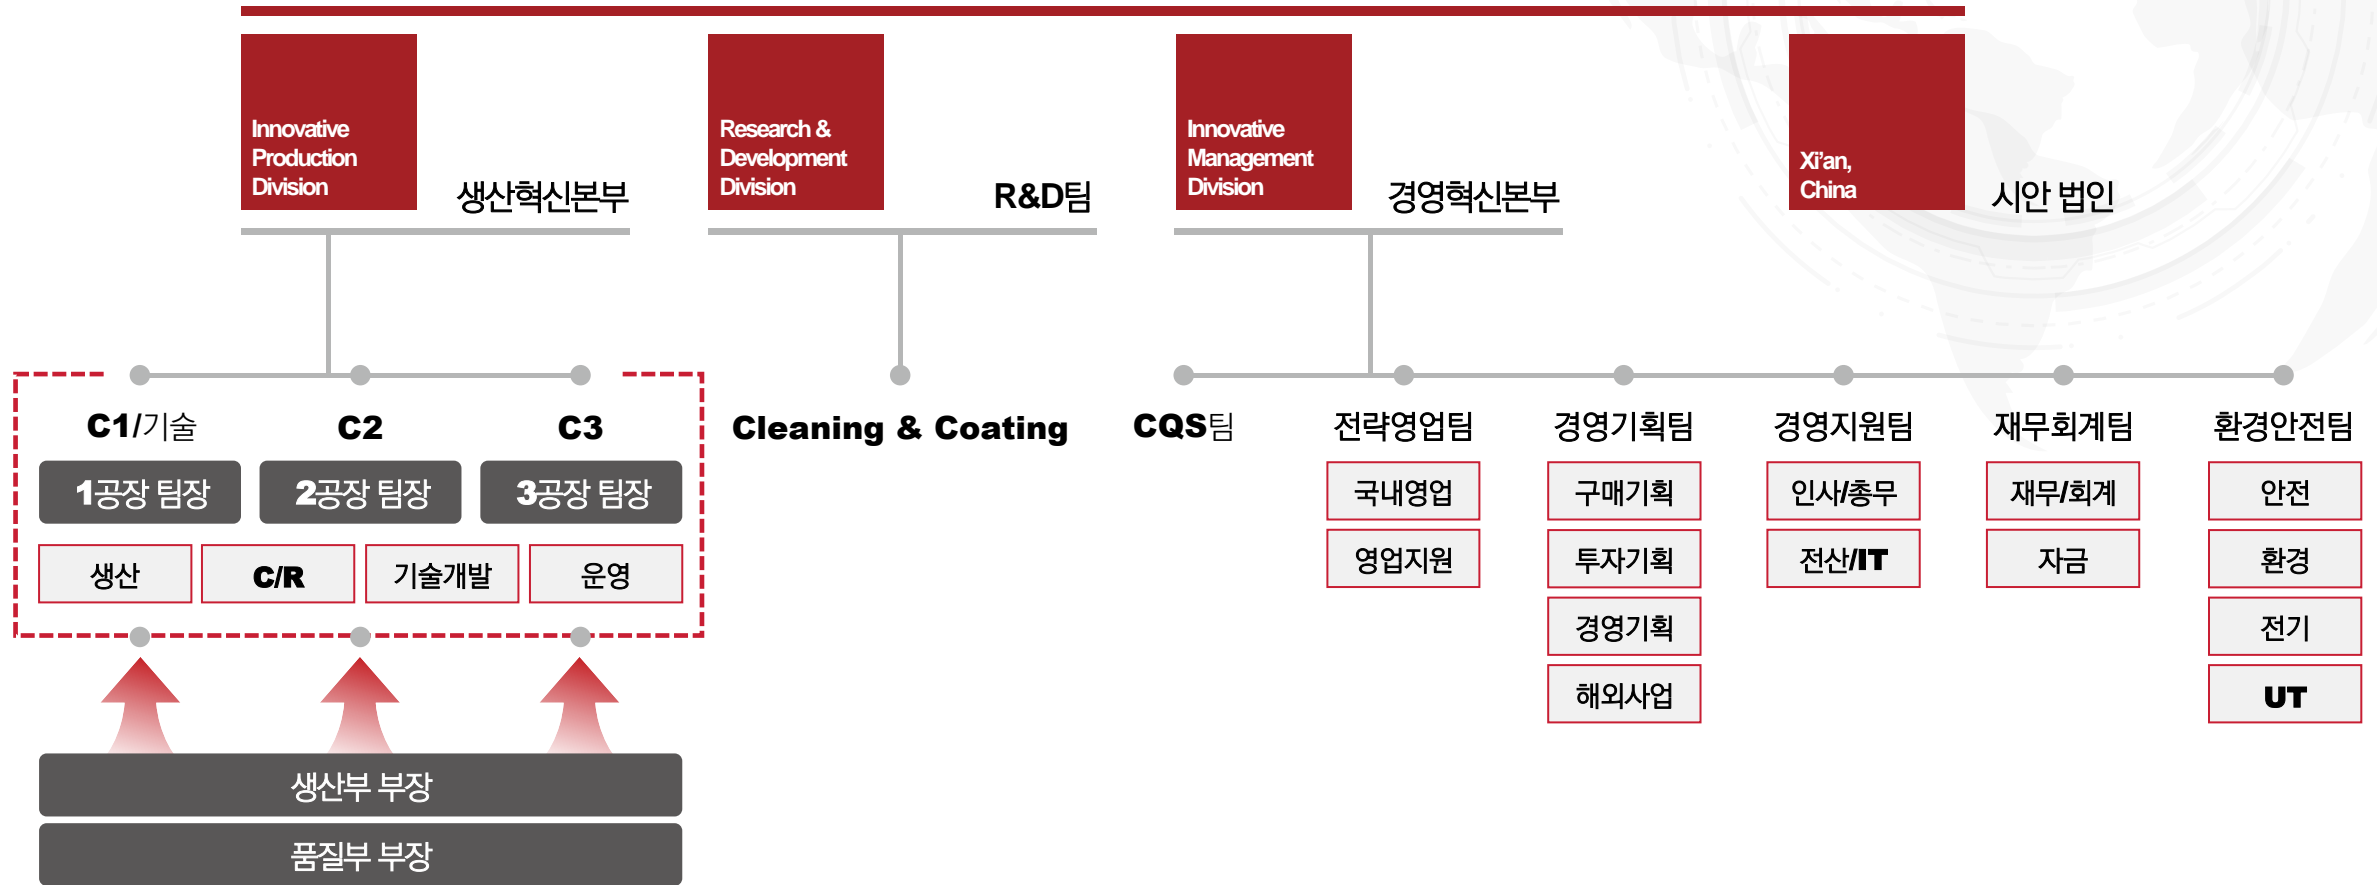 Innovative
Production
Division
생산혁신본부
Research &
Development
Division
R&D팀
Innovative
Management
Division
경영혁신본부
Xi’an,
China
시안 법인
C1/기술
C2
C3
Cleaning & Coating
CQS팀
전략영업팀
경영기획팀
경영지원팀
재무회계팀
환경안전팀
1공장 팀장
2공장 팀장
3공장 팀장
생산
C/R
기술개발
운영
국내영업
영업지원
구매기획
투자기획
경영기획
해외사업
인사/총무
전산/IT
재무/회계
자금
안전
환경
전기
UT
생산부 부장
품질부 부장